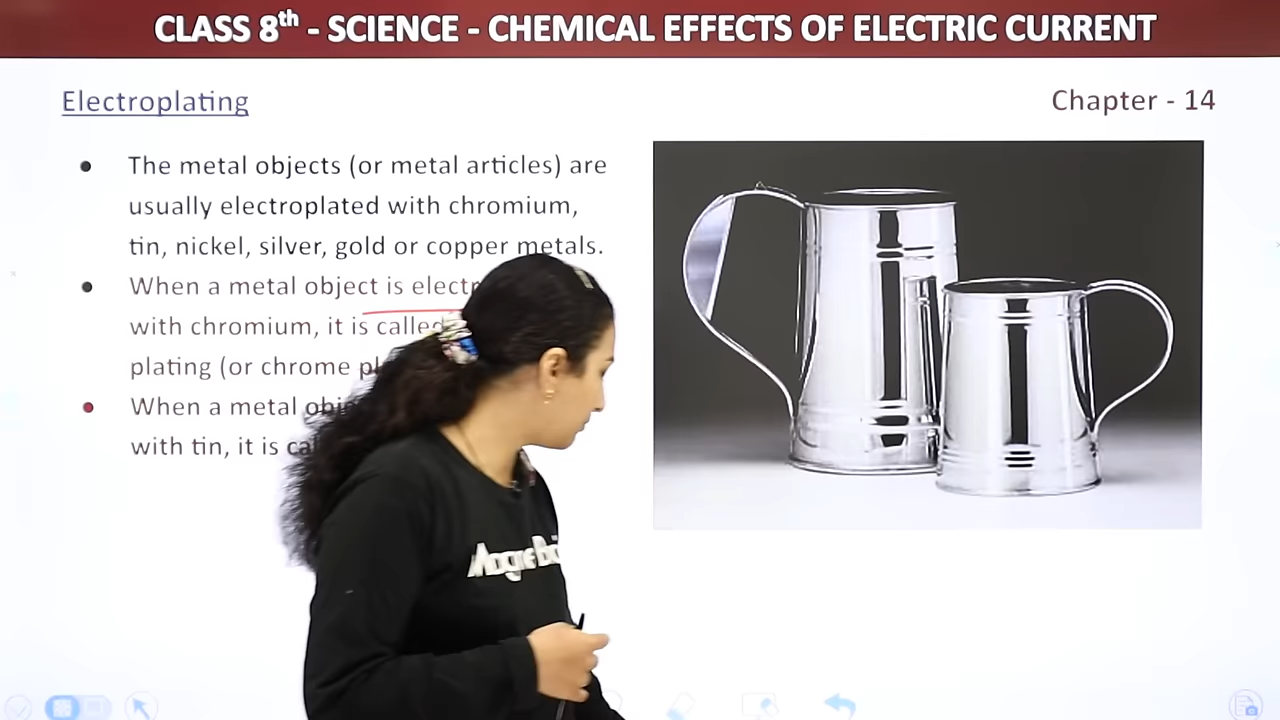 CLASS 8th - SCIENCE - CHEMICAL EFFECTS OF ELECTRIC CURRENT
Electroplating
Chapter - 14
The metal objects (or metal articles) are
usually electroplated with chromium,
tin, nickel, silver, gold or copper metals.
When a metal object is
with chromium, it is called
plating (or chrome
When a metal
with tin, it is